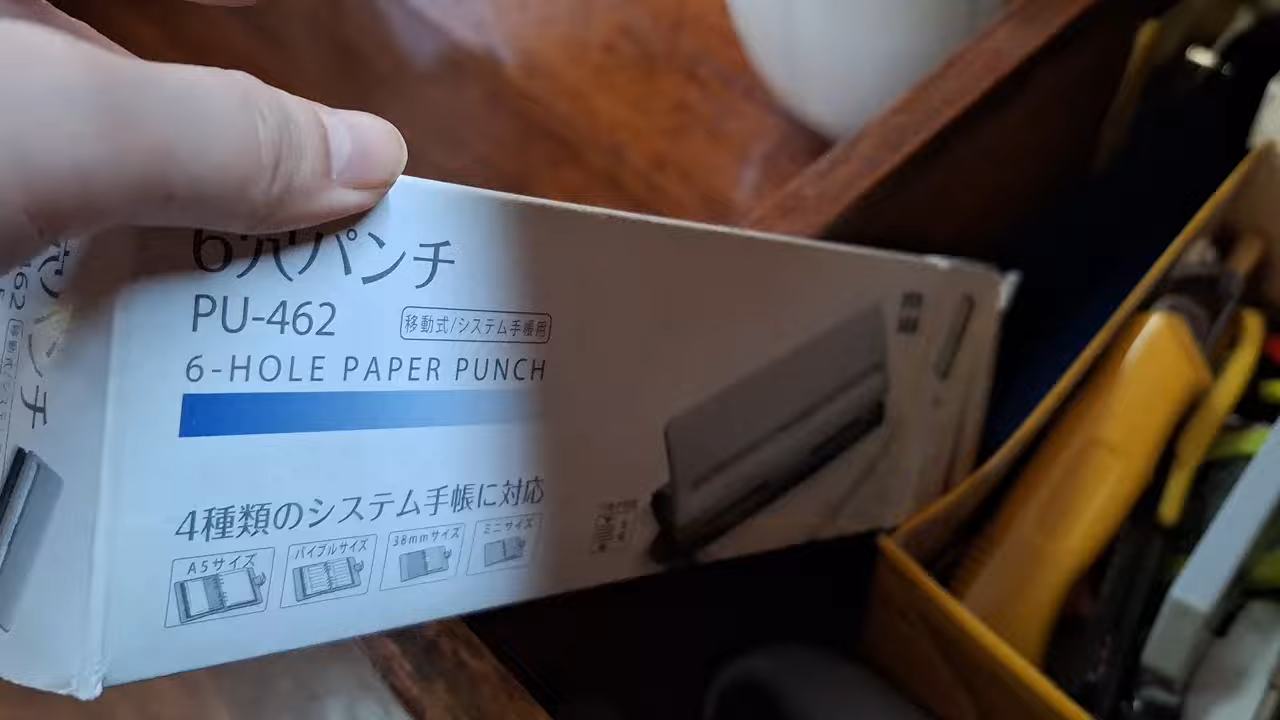 6穴パンチ
PU-462
移動式/システム手帳用
6-HOLE PAPER PUNCH
4種類のシステム手帳に対応
A5サイズ
バイブルサイズ
38mmサイズ
ミニサイズ